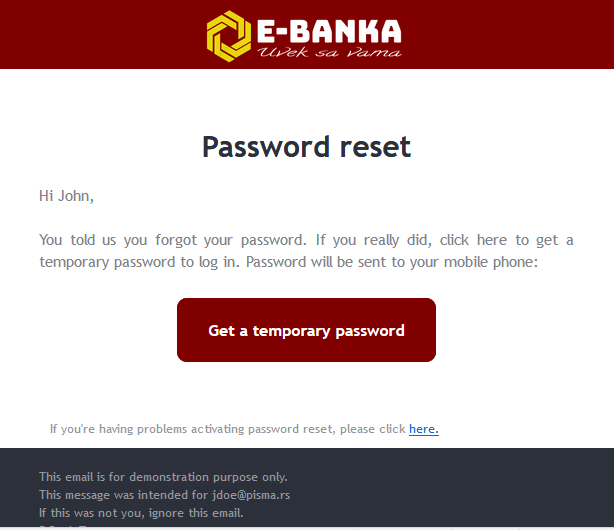 E-BANKA
Uvek sa Vama
Password reset
Hi John,
You told us you forgot your password. If you really did, click here to get a
temporary password to log in. Password will be sent to your mobile phone:
Get a temporary password
If you're having problems activating password reset, please click here.
This email is for demonstration purpose only.
This message was intended for jdoe@pisma.rs
If this was not you, ignore this email.